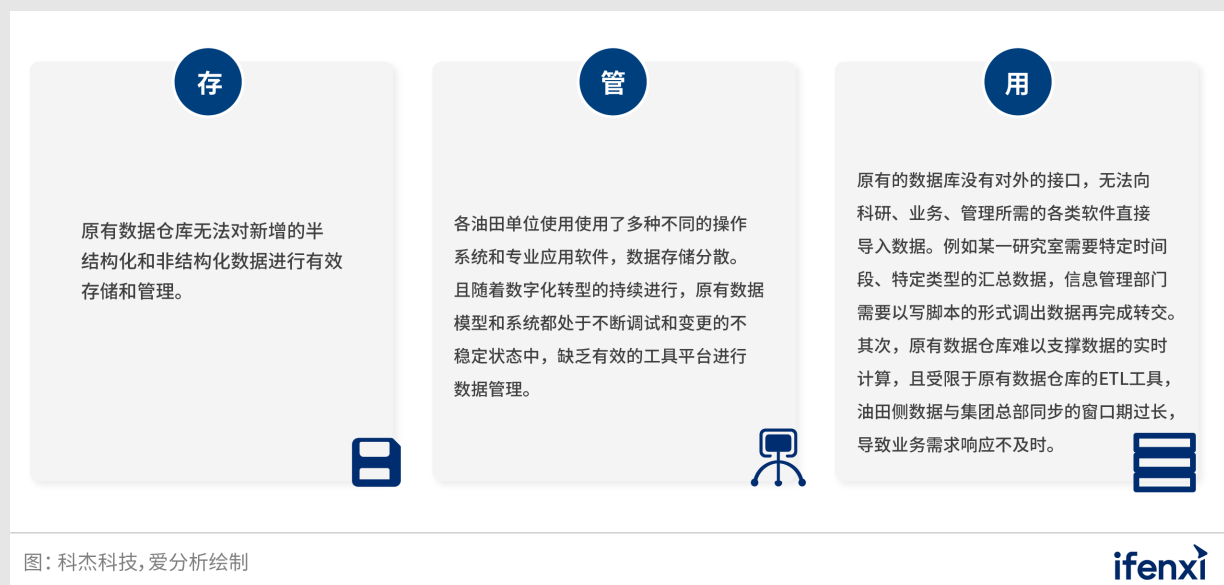 存
原有数据仓库无法对新增的半
结构化和非结构化数据进行有效
存储和管理。
管
各油田单位使用使用了多种不同的操作
系统和专业应用软件，数据存储分散。
且随着数字化转型的持续进行，原有数据
模型和系统都处于不断调试和变更的不
稳定状态中，缺乏有效的工具平台进行
数据管理。
用
原有的数据库没有对外的接口，无法向
科研、业务、管理所需的各类软件直接
导入数据。例如某一研究室需要特定时间
段、特定类型的汇总数据，信息管理部门
需要以写脚本的形式调出数据再完成转交。
其次，原有数据仓库难以支撑数据的实时
计算，且受限于原有数据仓库的ETL工具，
油田侧数据与集团总部同步的窗口期过长，
导致业务需求响应不及时。
图：科杰科技，爱分析绘制
ifenxi